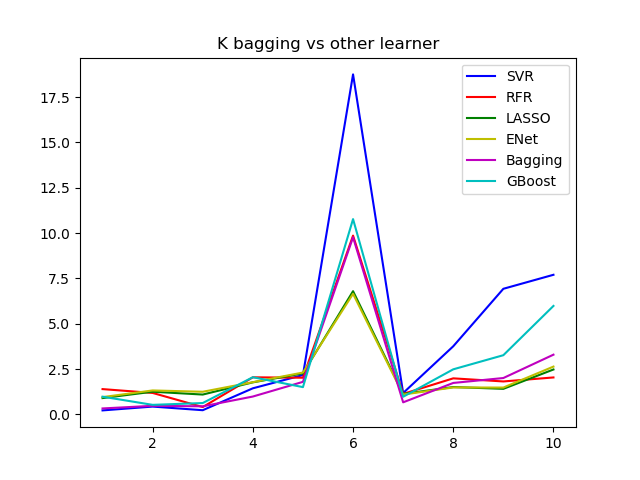 K bagging vs other learner
SVR
RFR
LASSO
ENet
Bagging
GBoost
17.5
15.0
12.5
10.0
7.5
5.0
2.5
0.0
2 4 6 8 10